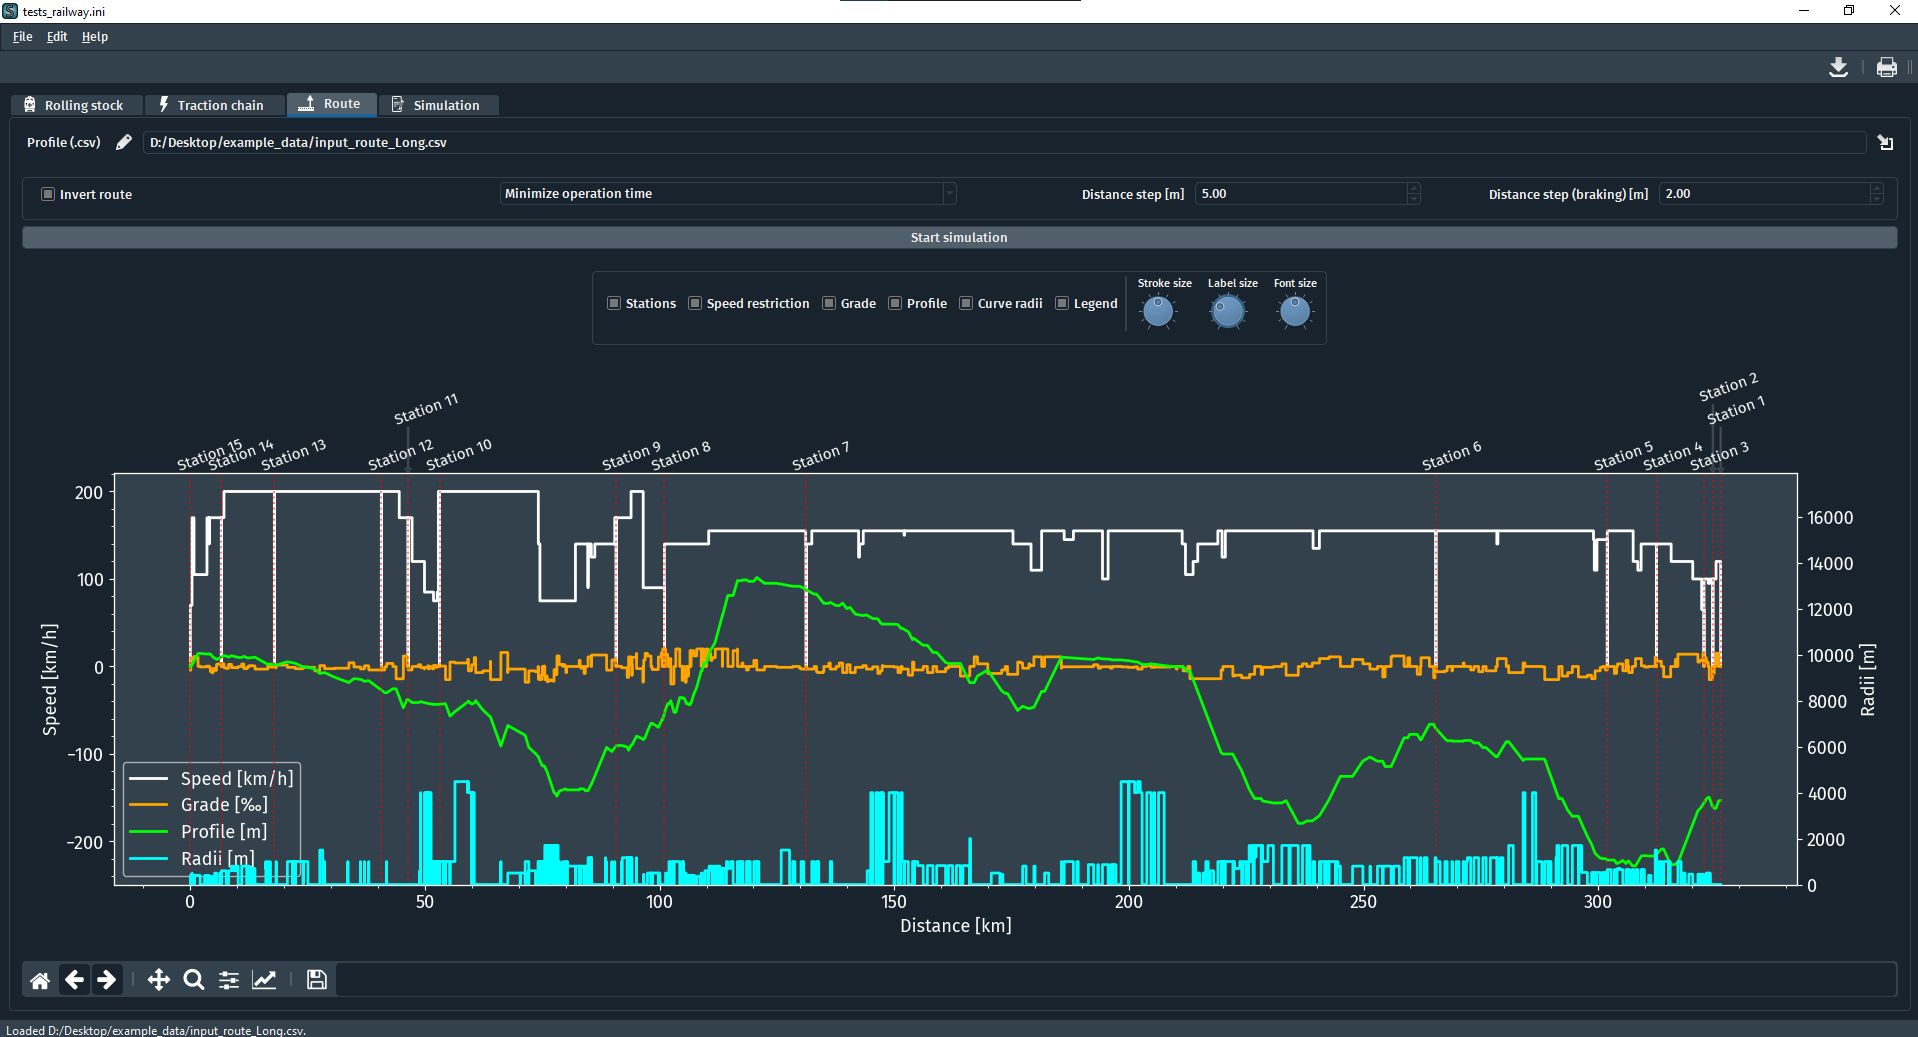 tests_railway.ini
File Edit Help
Rolling stock Traction chain Route Simulation
Profile (.csv) D:/Desktop/example_data/input_route_Long.csv
Invert route Minimize operation time Distance step [m] 5.00 Distance step (braking) [m] 2.00
Start simulation
Stroke size Label size Font size
Stations Speed restriction Grade Profile Curve radii Legend
Station 2
Station 11 Station 1
Station 15 Station 14 Station 13 Station 12 Station 10 Station 9 Station 8 Station 7 Station 6 Station 5 Station 4 Station 3
200
100
0
−100
−200
Speed [km/h]
16000
14000
12000
10000
8000
6000
4000
2000
0
Radii [m]
Speed [km/h]
Grade [‰]
Profile [m]
Radii [m]
0 50 100 150 200 250 300
Distance [km]
Loaded D:/Desktop/example_data/input_route_Long.csv.